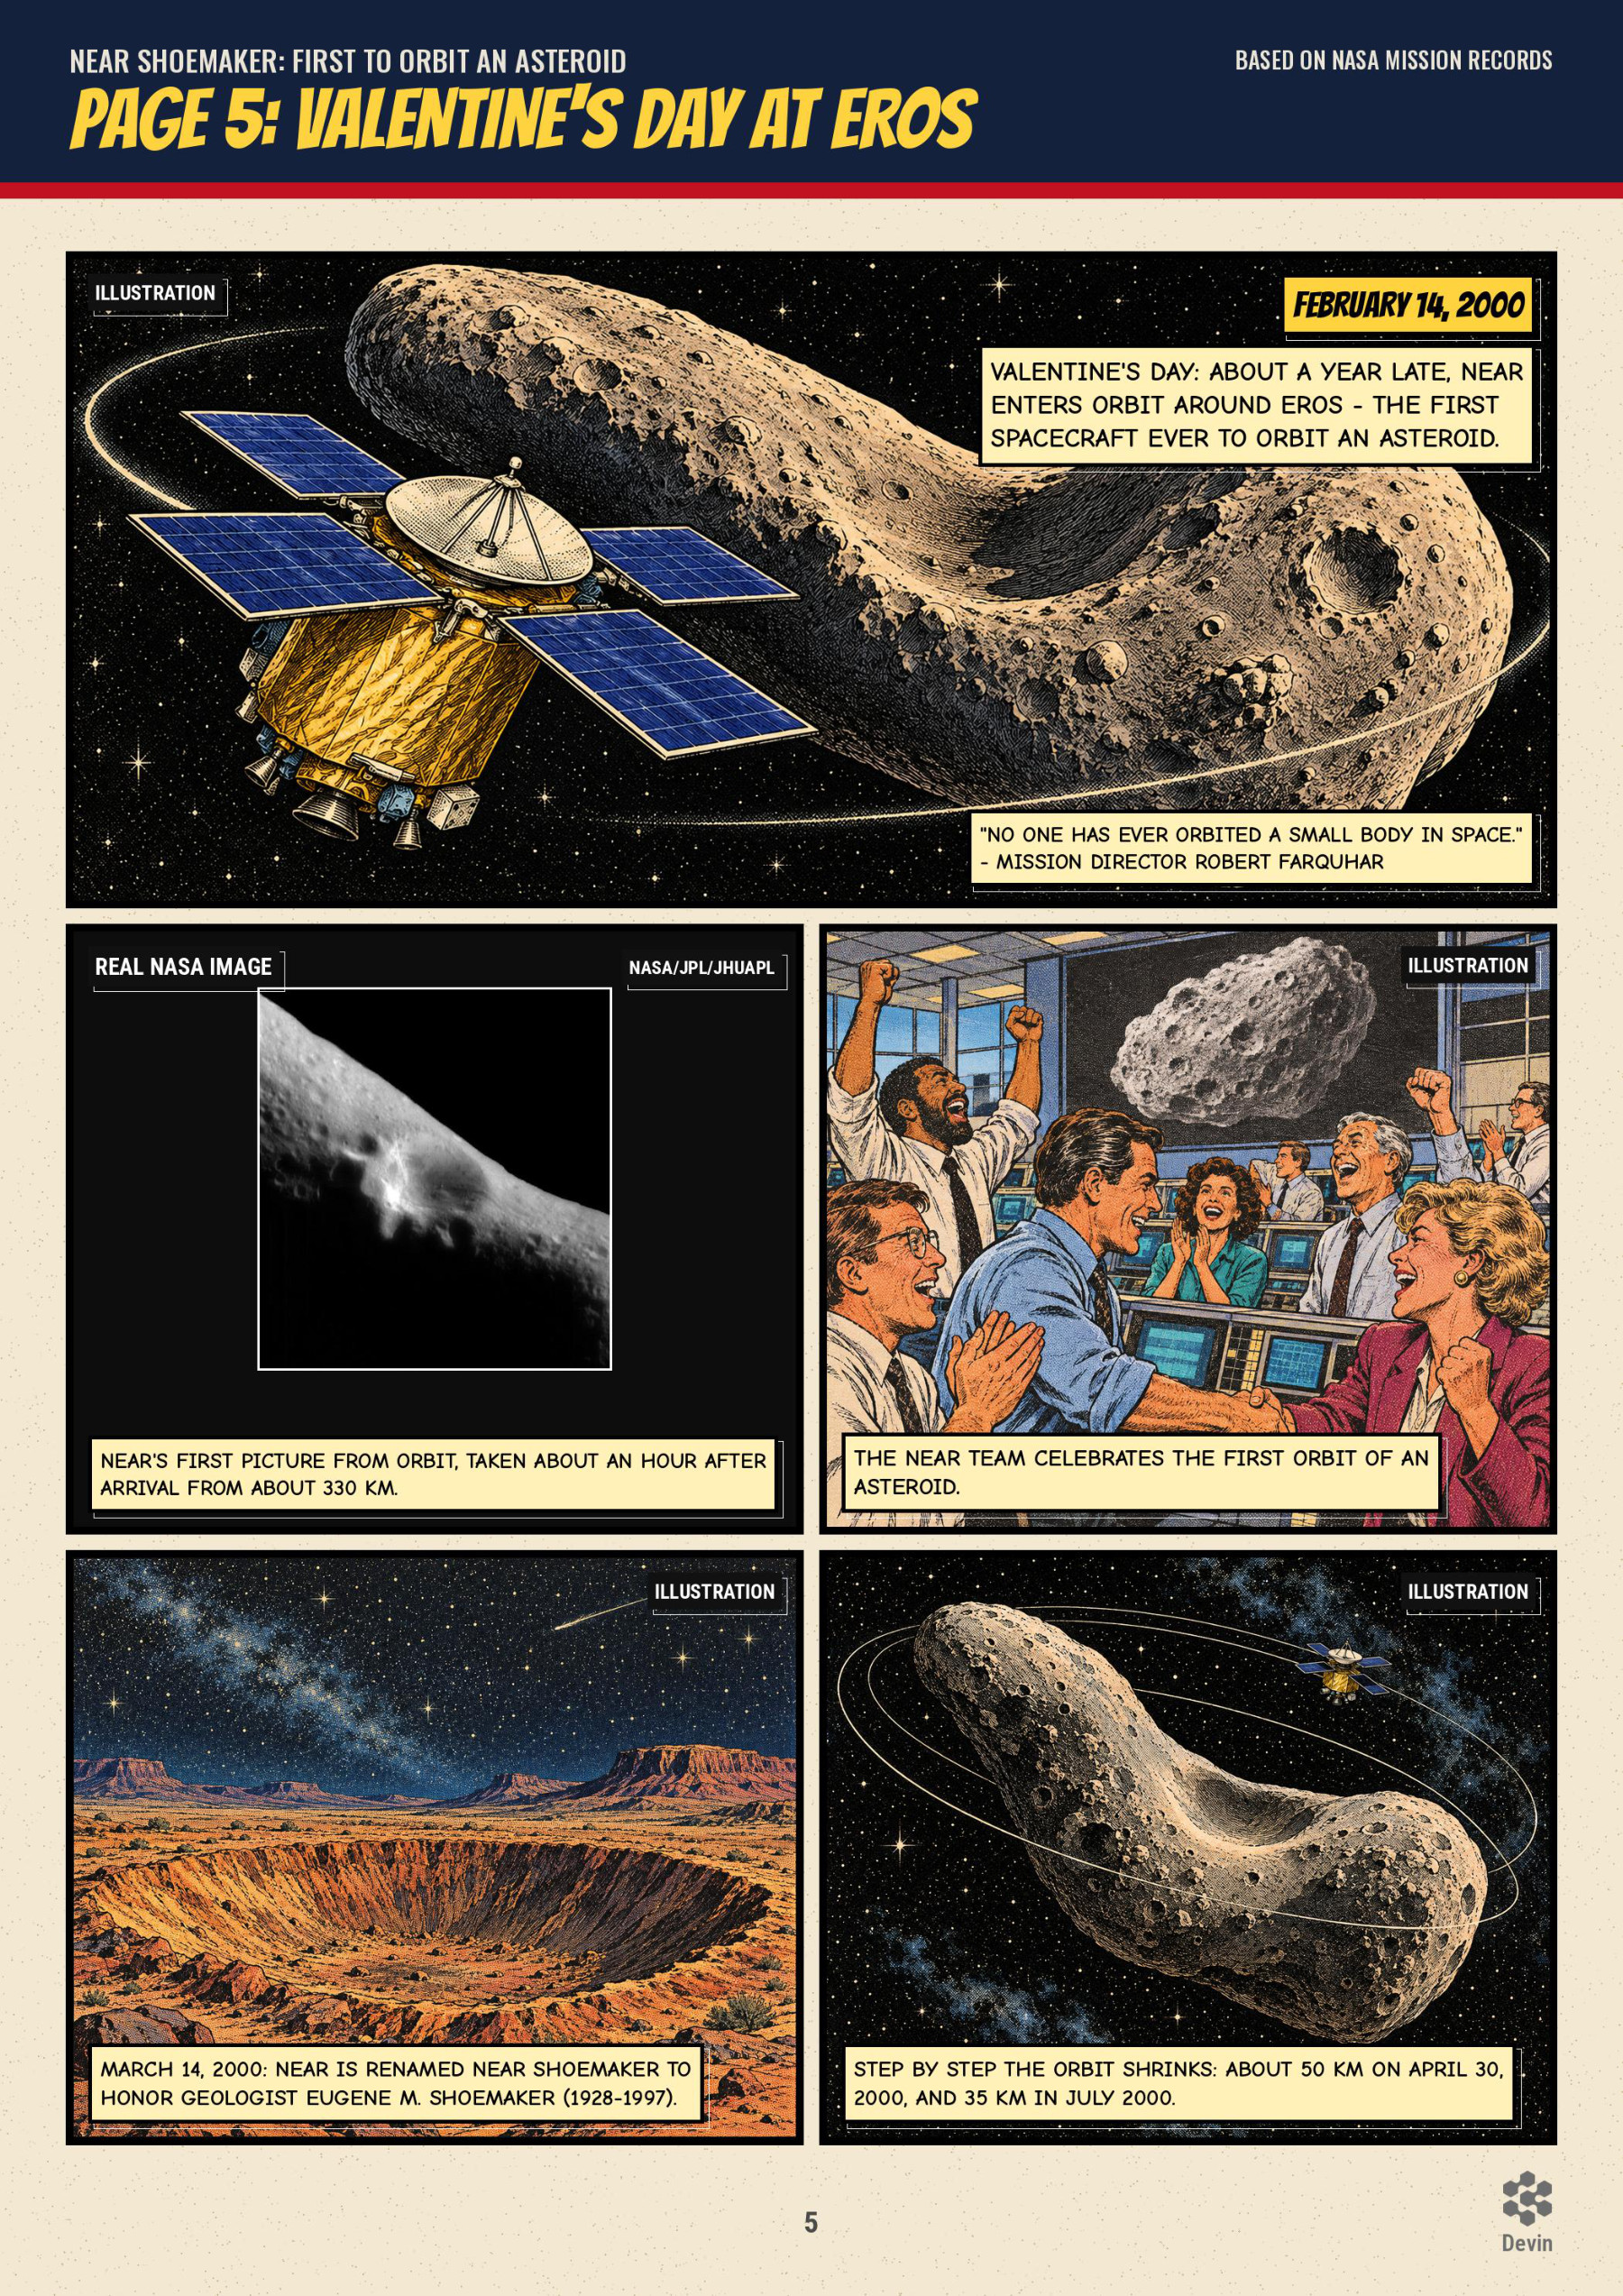 NEAR SHOEMAKER: FIRST TO ORBIT AN ASTEROID
BASED ON NASA MISSION RECORDS
PAGE 5: VALENTINE'S DAY AT EROS
ILLUSTRATION
FEBRUARY 14, 2000
VALENTINE'S DAY: ABOUT A YEAR LATE, NEAR
ENTERS ORBIT AROUND EROS - THE FIRST
SPACECRAFT EVER TO ORBIT AN ASTEROID.
"NO ONE HAS EVER ORBITED A SMALL BODY IN SPACE."
- MISSION DIRECTOR ROBERT FARQUHAR
REAL NASA IMAGE
NASA/JPL/JHUAPL
NEAR'S FIRST PICTURE FROM ORBIT, TAKEN ABOUT AN HOUR AFTER
ARRIVAL FROM ABOUT 330 KM.
ILLUSTRATION
THE NEAR TEAM CELEBRATES THE FIRST ORBIT OF AN
ASTEROID.
ILLUSTRATION
MARCH 14, 2000: NEAR IS RENAMED NEAR SHOEMAKER TO
HONOR GEOLOGIST EUGENE M. SHOEMAKER (1928-1997).
ILLUSTRATION
STEP BY STEP THE ORBIT SHRINKS: ABOUT 50 KM ON APRIL 30,
2000, AND 35 KM IN JULY 2000.
5
Devin